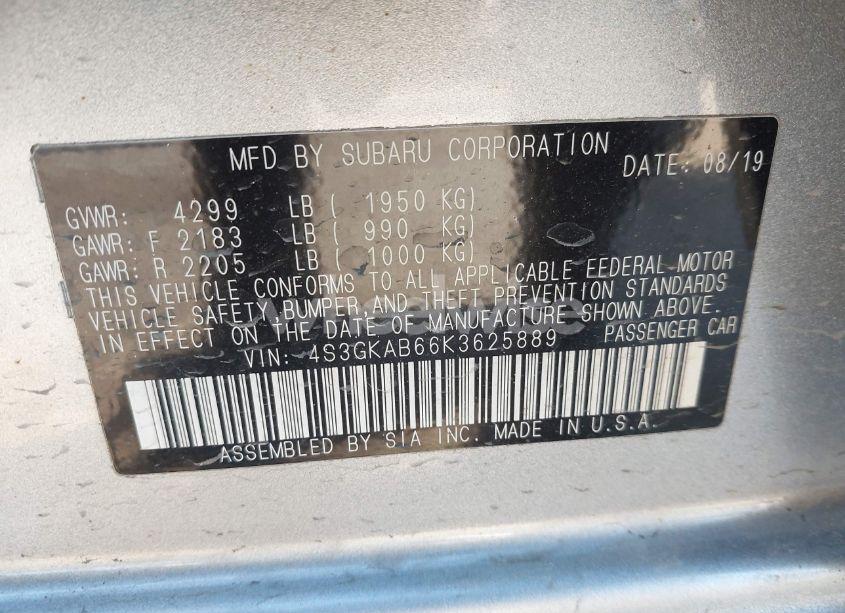 MFD BY SUBARU CORPORATION DATE: 08/19
GVWR: 4299 LB ( 1950 KG)
GAWR: F 2183 LB ( 990 KG)
GAWR: R 2205 LB ( 1000 KG)
THIS VEHICLE CONFORMS TO ALL APPLICABLE FEDERAL MOTOR
VEHICLE SAFETY,BUMPER,AND THEFT PREVENTION STANDARDS
IN EFFECT ON THE DATE OF MANUFACTURE SHOWN ABOVE.
VIN: 4S3GKAB66K3625889 PASSENGER CAR
ASSEMBLED BY SIA INC. MADE IN U.S.A.